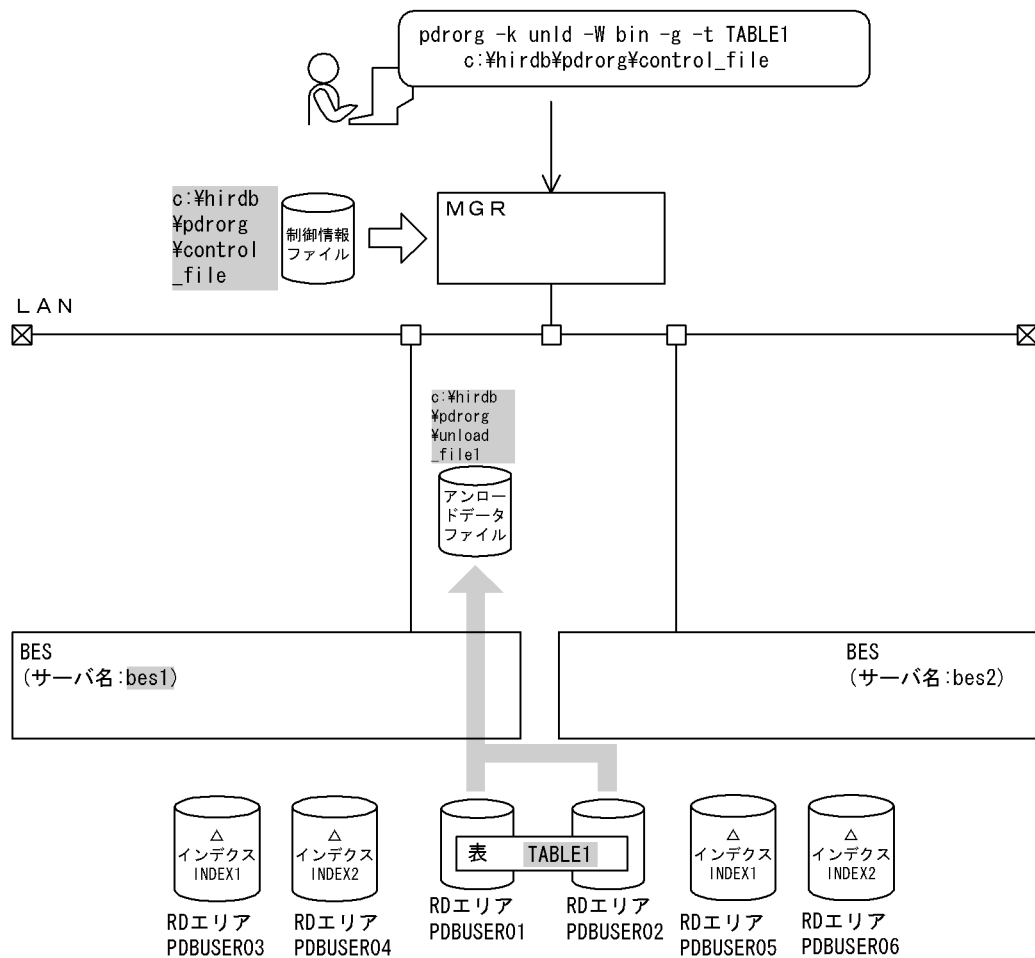 pdrorg -k unld -W bin -g -t TABLE1
c:¥hirdb¥pdrorg¥control_file
c:¥hirdb
¥pdrorg
¥control
_file
制御情報
ファイル
MGR
LAN
c:¥hirdb
¥pdrorg
¥unload
_file1
アンロー
ドデータ
ファイル
BES
(サーバ名:bes1)
BES
(サーバ名:bes2)
△
インデクス
INDEX1
△
インデクス
INDEX2
表 TABLE1
△
インデクス
INDEX1
△
インデクス
INDEX2
RDエリア
PDBUSER03
RDエリア
PDBUSER04
RDエリア
PDBUSER01
RDエリア
PDBUSER02
RDエリア
PDBUSER05
RDエリア
PDBUSER06